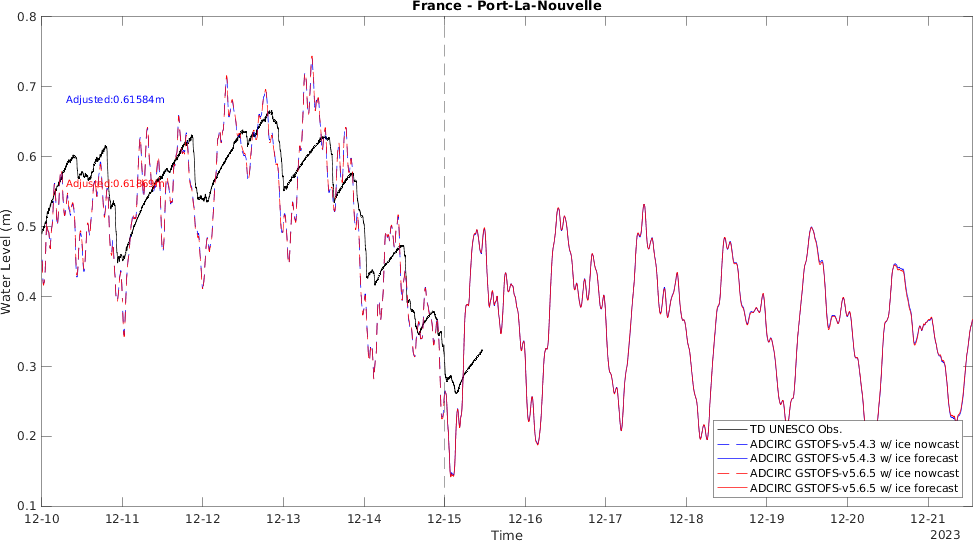 France - Port-La-Nouvelle
0.8
0.7
0.6
0.5
0.4
0.3
0.2
0.1
Water Level (m)
Adjusted:0.61584m
Adjusted:0.61869m
TD UNESCO Obs.
ADCIRC GSTOFS-v5.4.3 w/ ice nowcast
ADCIRC GSTOFS-v5.4.3 w/ ice forecast
ADCIRC GSTOFS-v5.6.5 w/ ice nowcast
ADCIRC GSTOFS-v5.6.5 w/ ice forecast
12-10 12-11 12-12 12-13 12-14 12-15 12-16 12-17 12-18 12-19 12-20 12-21
Time
2023